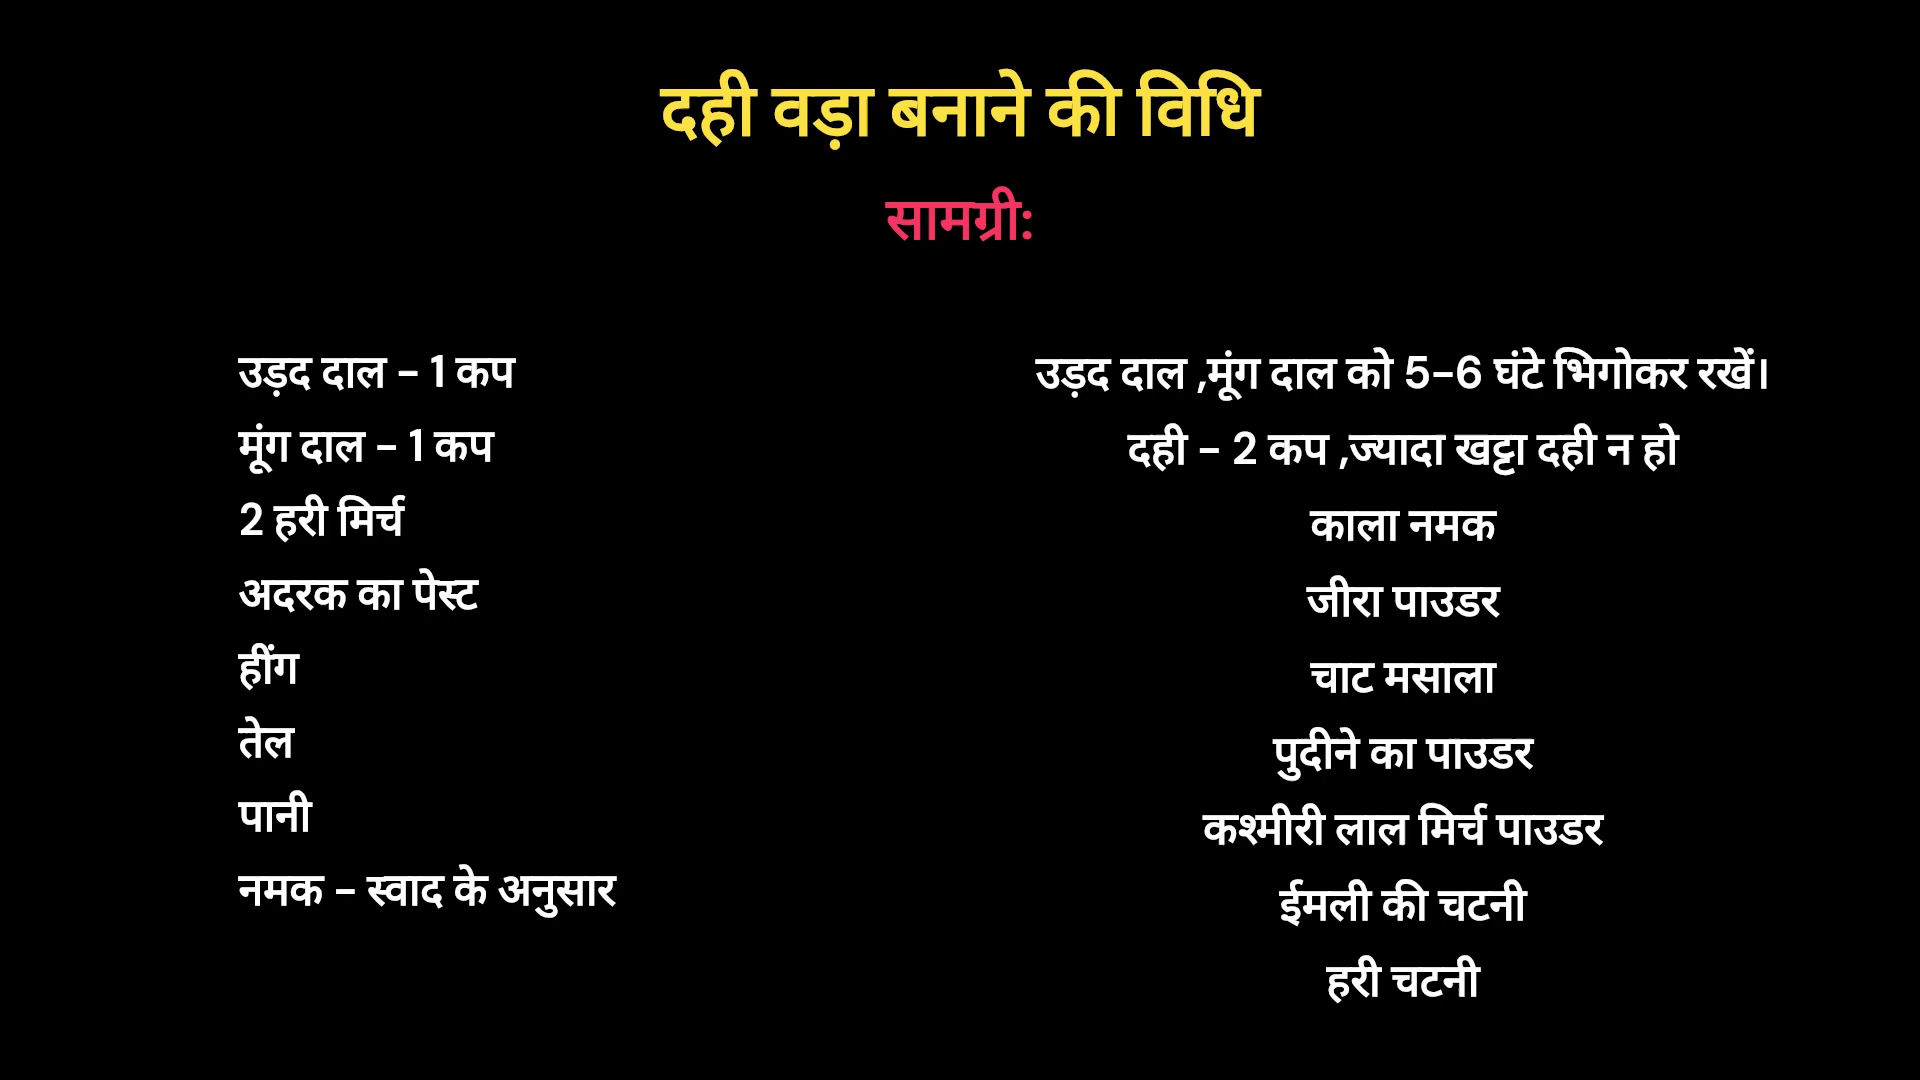 दही वड़ा बनाने की विधि
सामग्री:
उड़द दाल – 1 कप
मूंग दाल – 1 कप
2 हरी मिर्च
अदरक का पेस्ट
हींग
तेल
पानी
नमक – स्वाद के अनुसार
उड़द दाल ,मूंग दाल को 5–6 घंटे भिगोकर रखें।
दही – 2 कप ,ज्यादा खट्टा दही न हो
काला नमक
जीरा पाउडर
चाट मसाला
पुदीने का पाउडर
कश्मीरी लाल मिर्च पाउडर
ईमली की चटनी
हरी चटनी